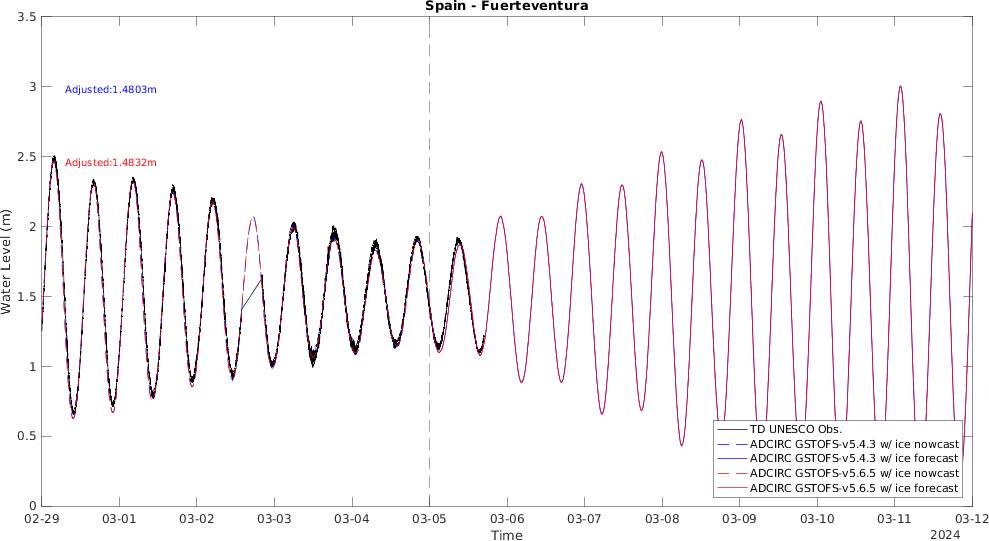 Spain - Fuerteventura
3.5
3
2.5
2
1.5
1
0.5
0
Water Level (m)
Adjusted:1.4803m
Adjusted:1.4832m
TD UNESCO Obs.
ADCIRC GSTOFS-v5.4.3 w/ ice nowcast
ADCIRC GSTOFS-v5.4.3 w/ ice forecast
ADCIRC GSTOFS-v5.6.5 w/ ice nowcast
ADCIRC GSTOFS-v5.6.5 w/ ice forecast
02-29 03-01 03-02 03-03 03-04 03-05 03-06 03-07 03-08 03-09 03-10 03-11 03-12
Time
2024